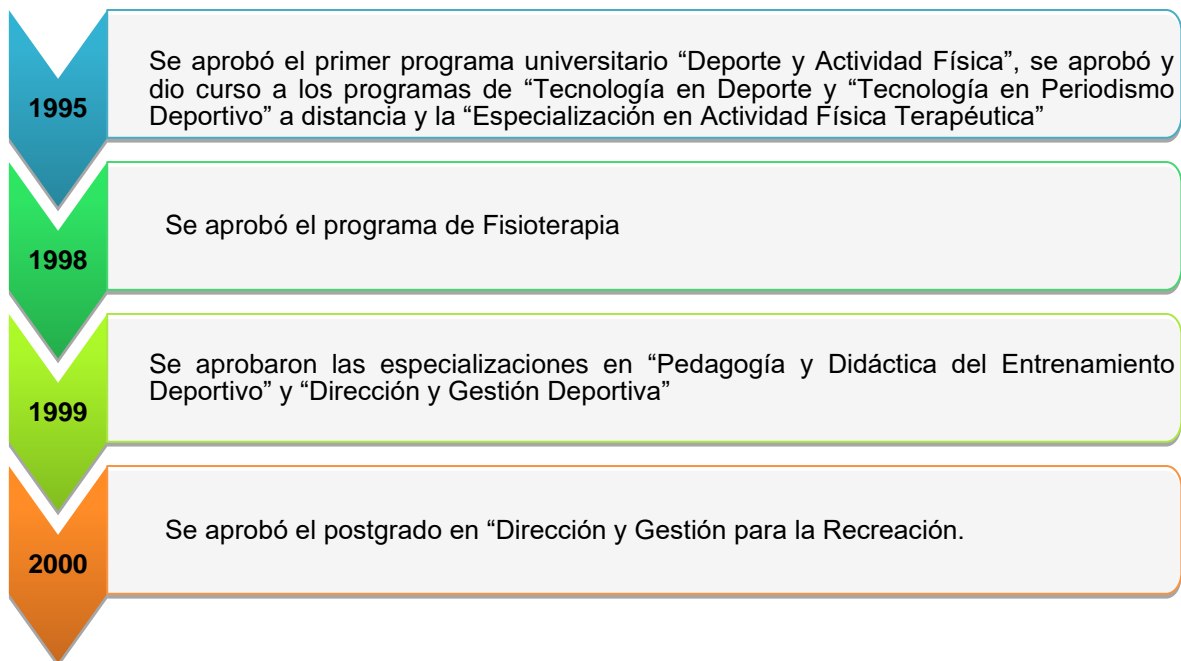 1995
Se aprobó el primer programa universitario “Deporte y Actividad Física”, se aprobó y
dio curso a los programas de “Tecnología en Deporte y “Tecnología en Periodismo
Deportivo” a distancia y la “Especialización en Actividad Física Terapéutica”
1998
Se aprobó el programa de Fisioterapia
1999
Se aprobaron las especializaciones en “Pedagogía y Didáctica del Entrenamiento
Deportivo” y “Dirección y Gestión Deportiva”
2000
Se aprobó el postgrado en “Dirección y Gestión para la Recreación.